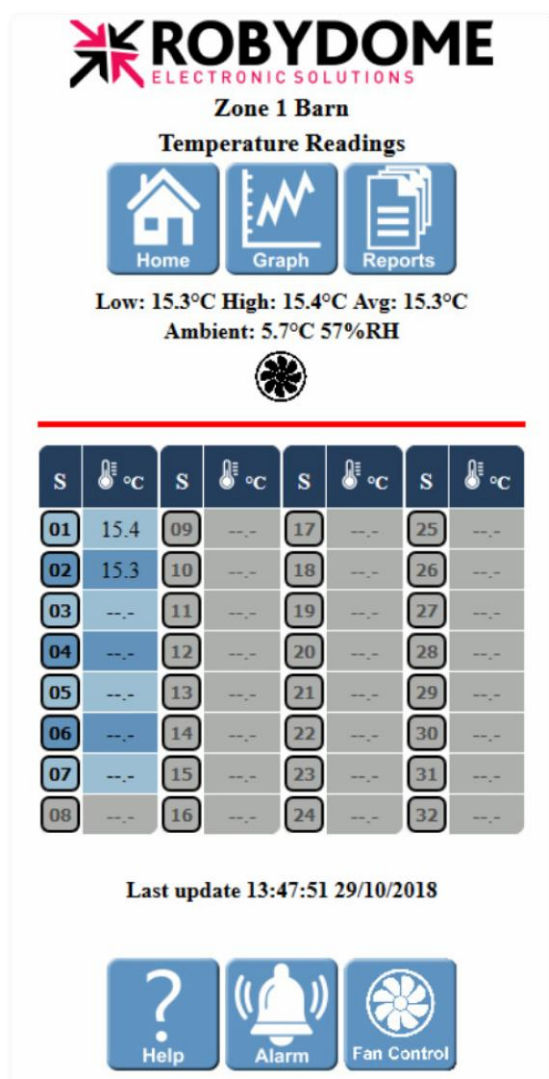 ROBYDOME
ELECTRONIC SOLUTIONS
Zone 1 Barn
Temperature Readings
Home Graph Reports
Low: 15.3°C High: 15.4°C Avg: 15.3°C
Ambient: 5.7°C 57%RH
S °C S °C S °C S °C
01 15.4 09 --.- 17 --.- 25 --.-
02 15.3 10 --.- 18 --.- 26 --.-
03 --.- 11 --.- 19 --.- 27 --.-
04 --.- 12 --.- 20 --.- 28 --.-
05 --.- 13 --.- 21 --.- 29 --.-
06 --.- 14 --.- 22 --.- 30 --.-
07 --.- 15 --.- 23 --.- 31 --.-
08 --.- 16 --.- 24 --.- 32 --.-
Last update 13:47:51 29/10/2018
?
Help Alarm Fan Control